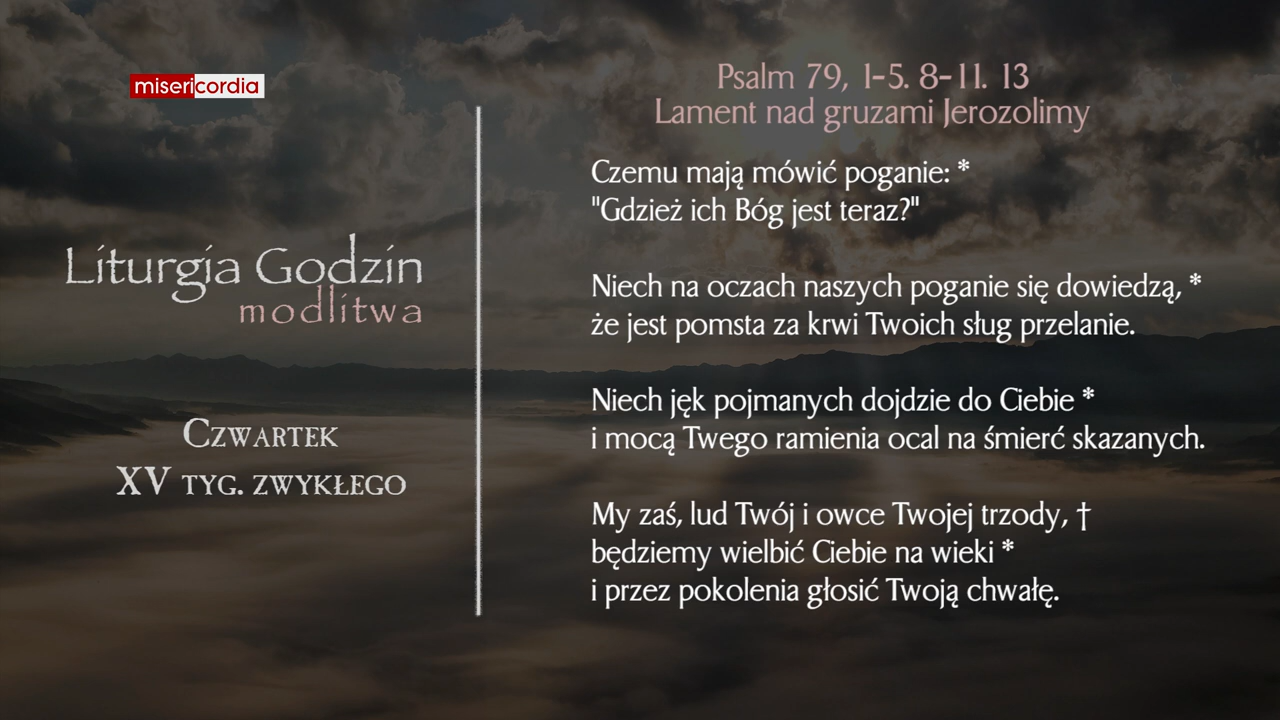 misericordia
Liturgia Godzin
modlitwa
Czwartek
XV tyg. zwykłego
Psalm 79, 1-5. 8-11. 13
Lament nad gruzami Jerozolimy
Czemu mają mówić poganie: *
"Gdzież ich Bóg jest teraz?"
Niech na oczach naszych poganie się dowiedzą, *
że jest pomsta za krwi Twoich sług przelanie.
Niech jęk pojmanych dojdzie do Ciebie *
i mocą Twego ramienia ocal na śmierć skazanych.
My zaś, lud Twój i owce Twojej trzody, †
będziemy wielbić Ciebie na wieki *
i przez pokolenia głosić Twoją chwałę.